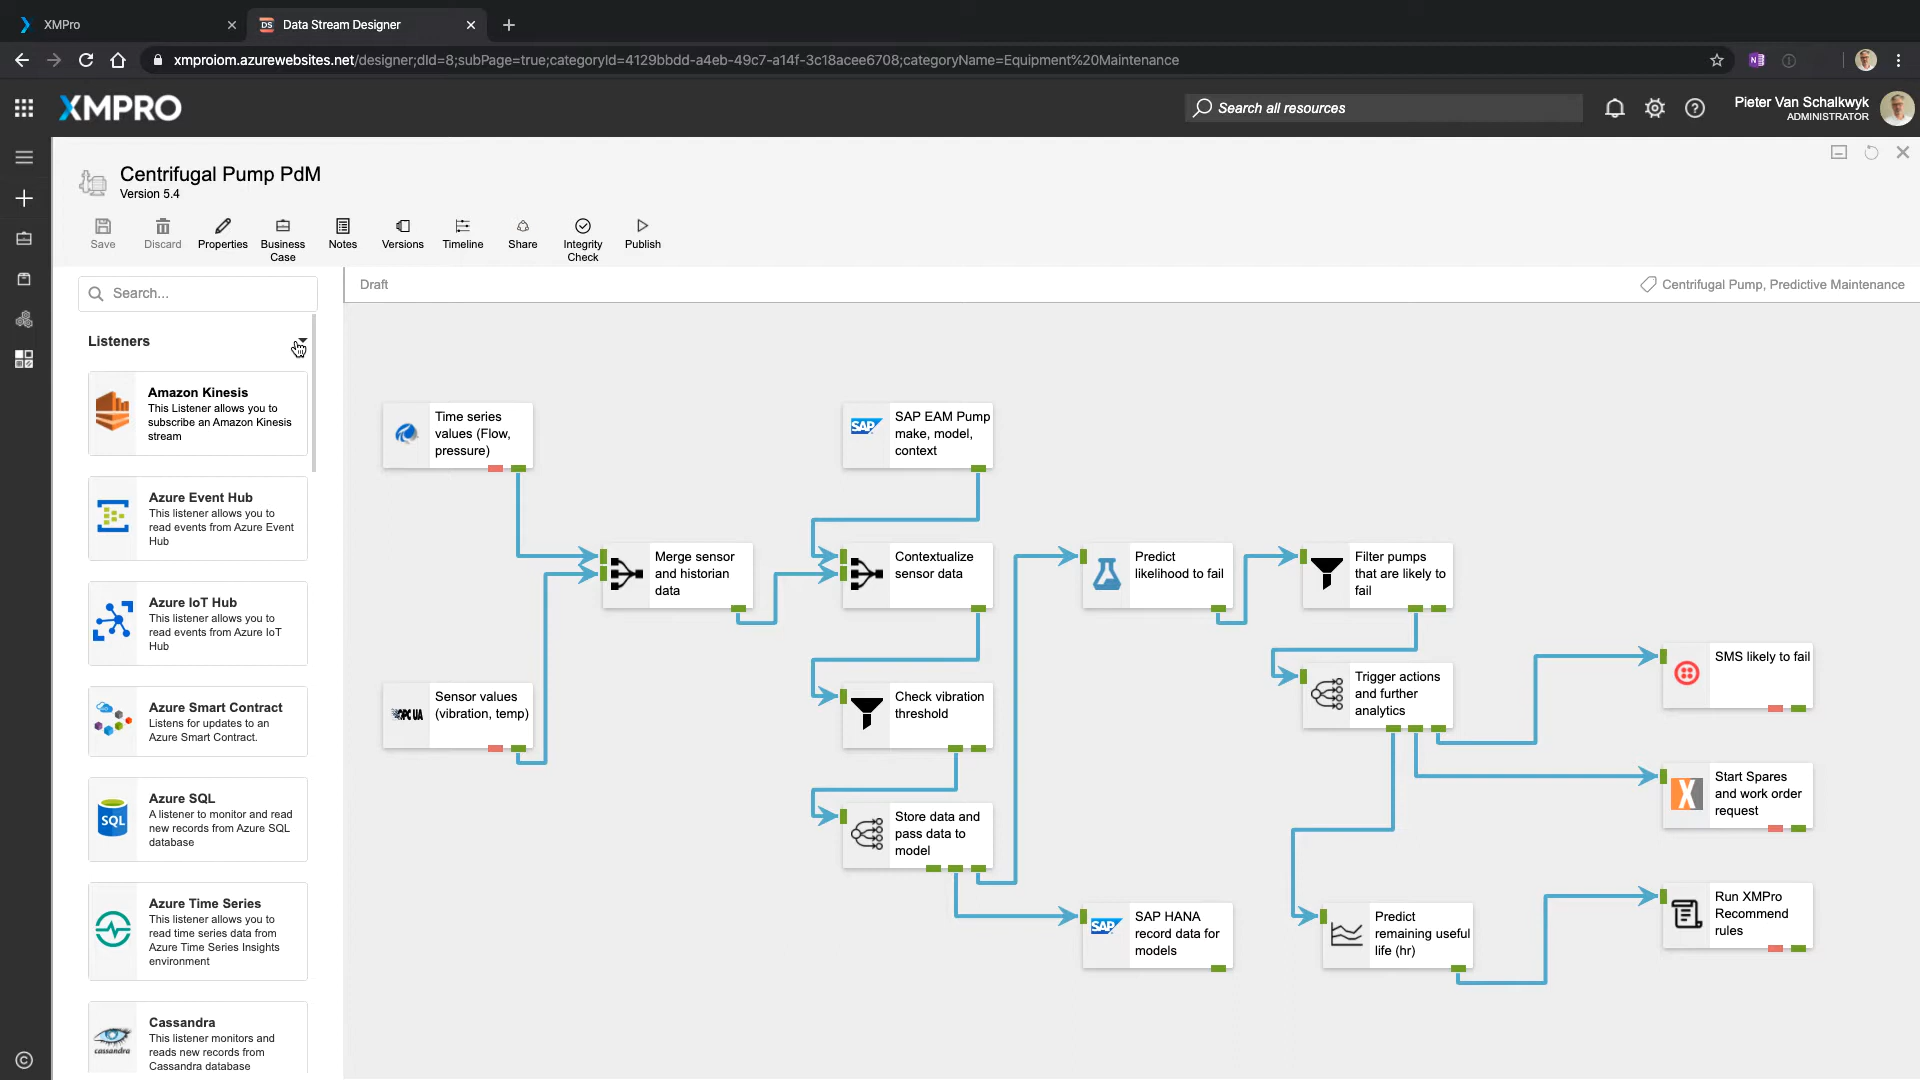 XMPro
DS
Data Stream Designer
xmproiom.azurewebsites.net/designer;dId=8;subPage=true;categoryId=4129bbdd-a4eb-49c7-a14f-3c18acee6708;categoryName=Equipment%20Maintenance
XMPRO
Search all resources
Pieter Van Schalkwyk
ADMINISTRATOR
Centrifugal Pump PdM
Version 5.4
Save
Discard
Properties
Business
Case
Notes
Versions
Timeline
Share
Integrity
Check
Publish
Search...
Draft
Centrifugal Pump, Predictive Maintenance
Listeners
Amazon Kinesis
This Listener allows you to
subscribe an Amazon Kinesis
stream
Azure Event Hub
This listener allows you to
read events from Azure Event
Hub
Azure IoT Hub
This listener allows you to
read events from Azure IoT
Hub
Azure Smart Contract
Listens for updates to an
Azure Smart Contract.
SQL
Azure SQL
A listener to monitor and read
new records from Azure SQL
database
Azure Time Series
This listener allows you to
read time series data from
Azure Time Series Insights
environment
cassandra
Cassandra
This listener monitors and
reads new records from
Cassandra database
Time series
values (Flow,
pressure)
SAP
SAP EAM Pump
make, model,
context
Merge sensor
and historian
data
Contextualize
sensor data
Predict
likelihood to fail
Filter pumps
that are likely to
fail
OPC UA
Sensor values
(vibration, temp)
Check vibration
threshold
Trigger actions
and further
analytics
SMS likely to fail
Store data and
pass data to
model
X
Start Spares
and work order
request
SAP
SAP HANA
record data for
models
Predict
remaining useful
life (hr)
Run XMPro
Recommend
rules